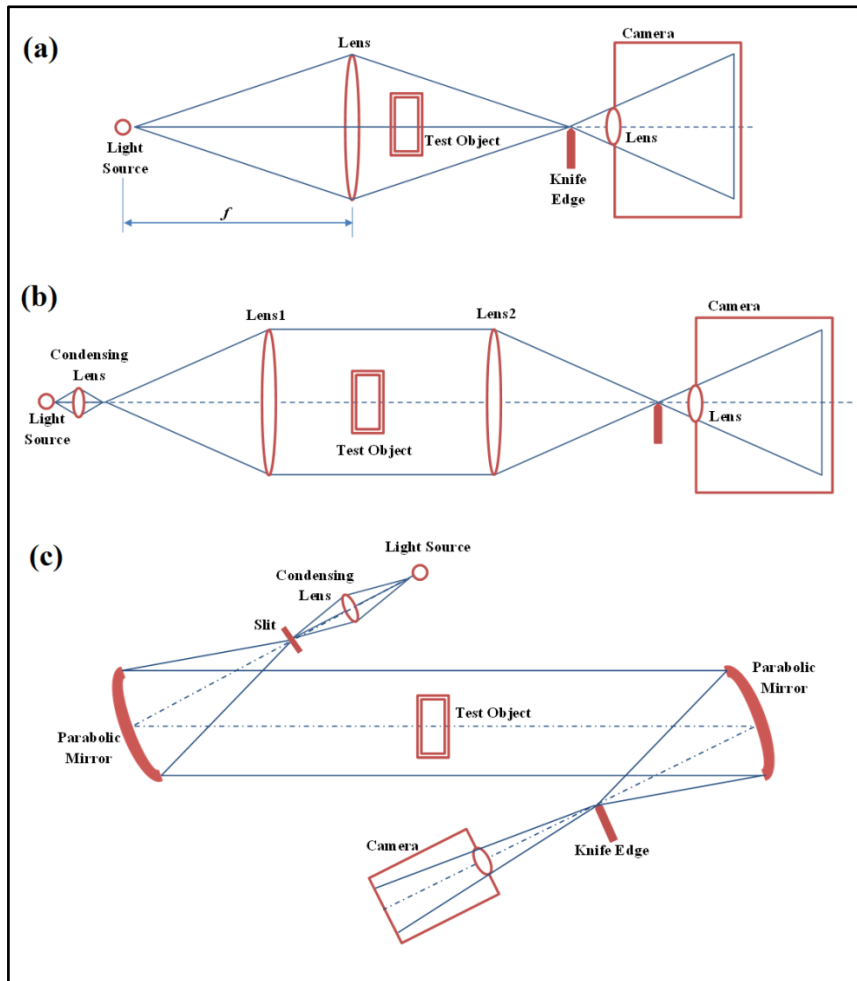 (a)
Lens
Camera
Light
Source
Test Object
Lens
Knife
Edge
f
(b)
Lens1
Lens2
Camera
Condensing
Lens
Light
Source
Test Object
Lens
(c)
Light Source
Condensing
Lens
Slit
Parabolic
Mirror
Test Object
Parabolic
Mirror
Camera
Knife Edge